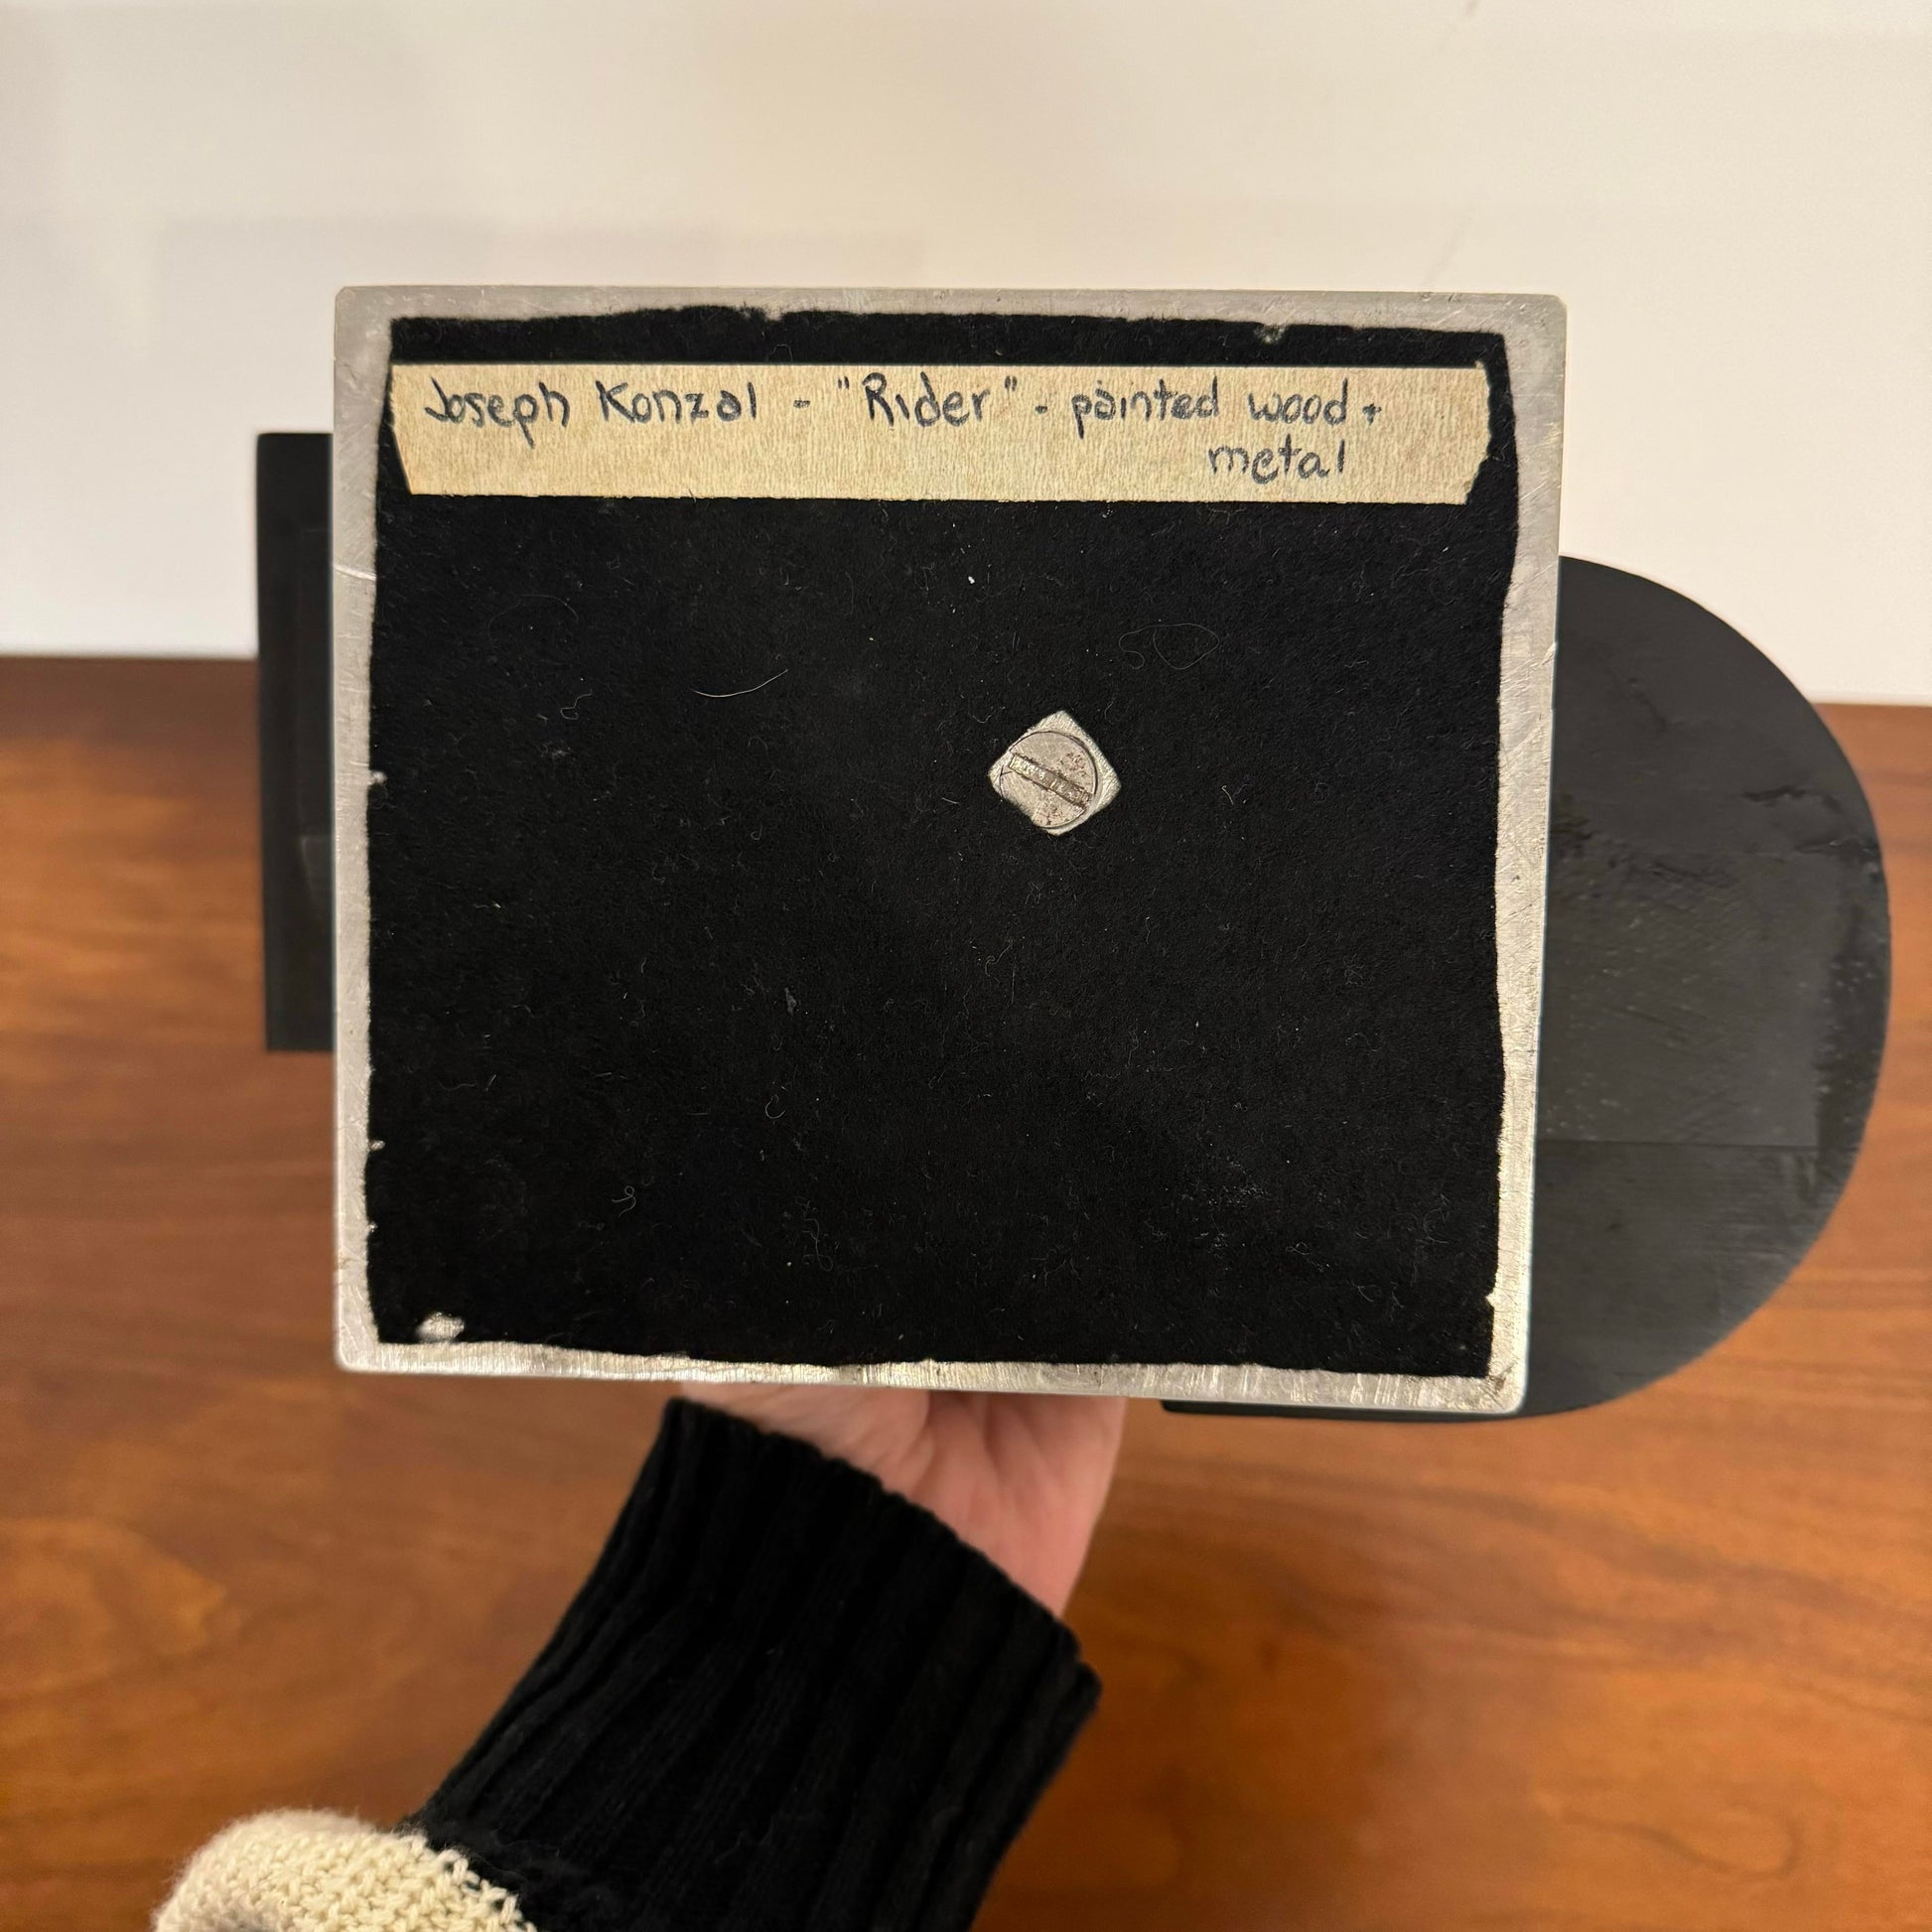 Joseph Konzal - "Rider" - painted wood +
metal